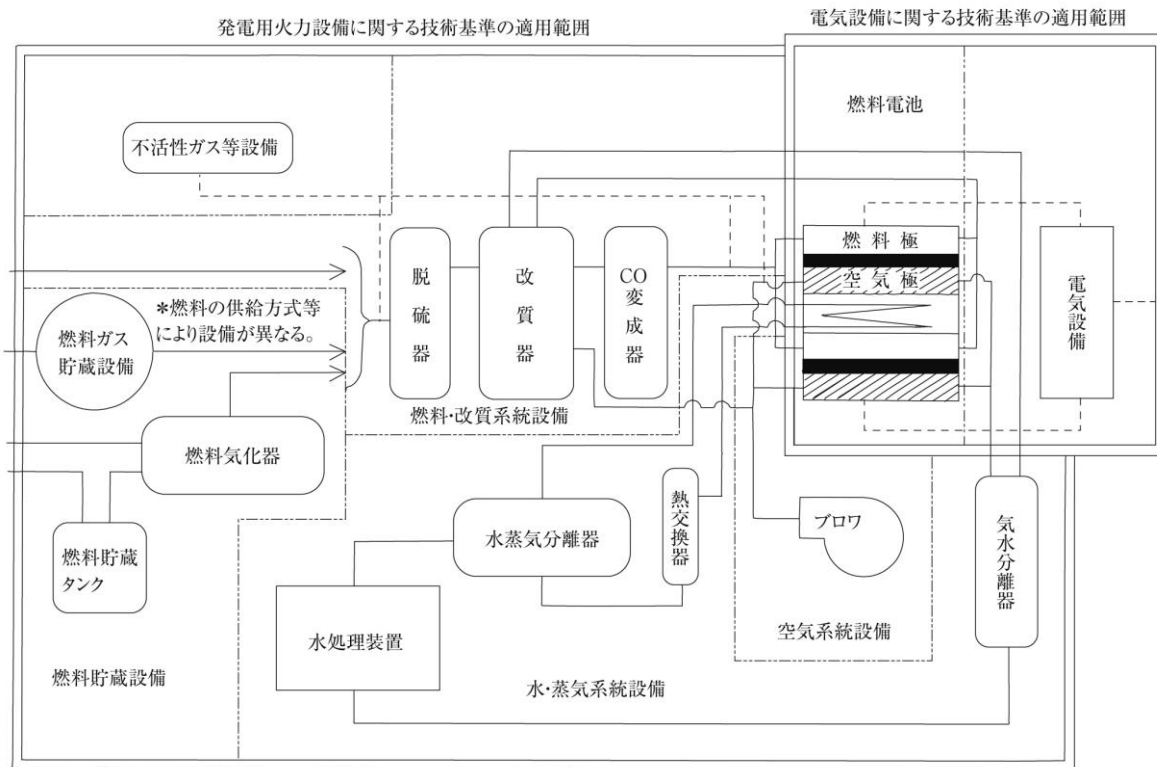 発電用火力設備に関する技術基準の適用範囲
電気設備に関する技術基準の適用範囲
燃料電池
不活性ガス等設備
脱硫器
改質器
CO変成器
燃料極
空気極
電気設備
*燃料の供給方式等
により設備が異なる。
燃料ガス
貯蔵設備
燃料・改質系統設備
燃料気化器
熱交換器
水蒸気分離器
ブロワ
気水分離器
燃料貯蔵
タンク
水処理装置
空気系統設備
燃料貯蔵設備
水・蒸気系統設備